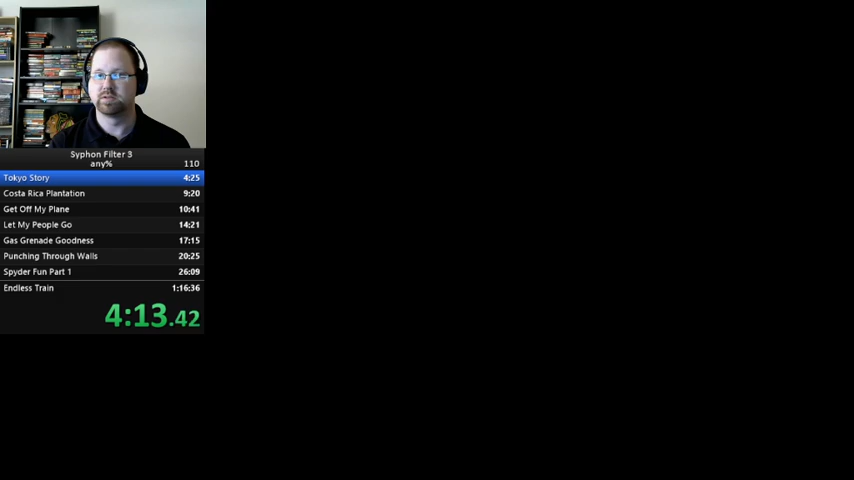 Syphon Filter 3
any% 110
Tokyo Story 4:25
Costa Rica Plantation 9:20
Get Off My Plane 10:41
Let My People Go 14:21
Gas Grenade Goodness 17:15
Punching Through Walls 20:25
Spyder Fun Part 1 26:09
Endless Train 1:16:36
4:13.42